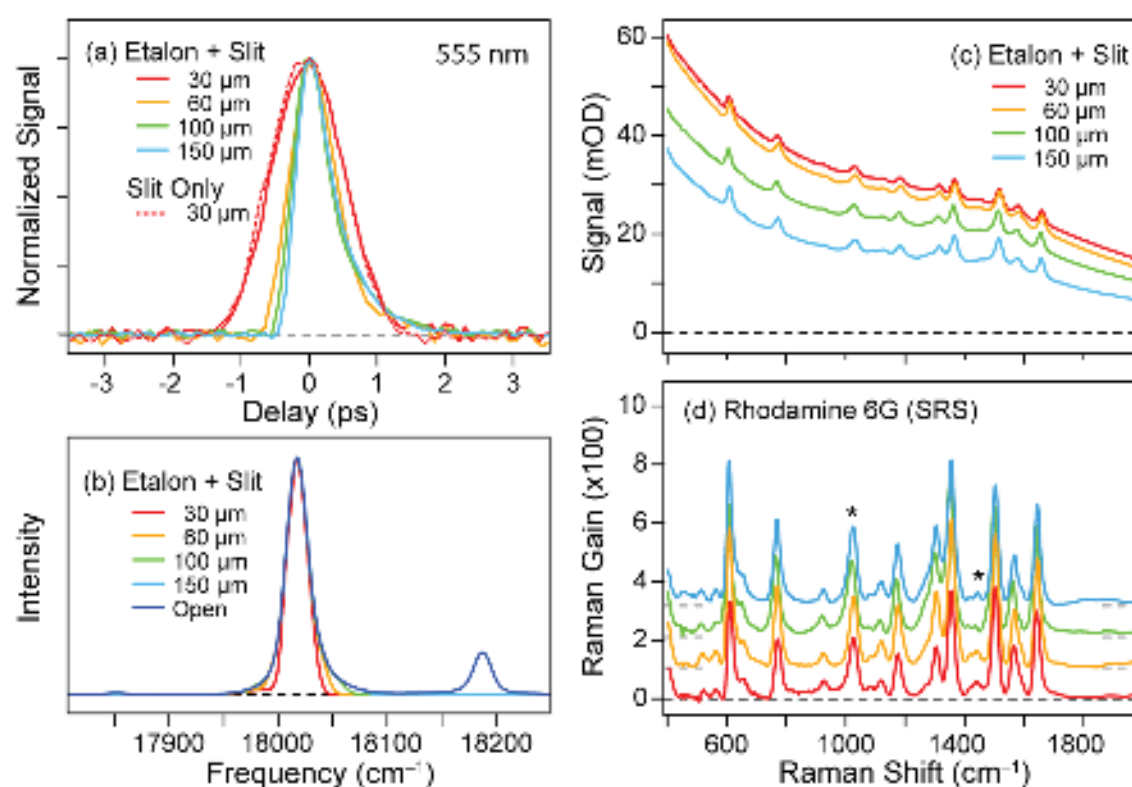 (a) Etalon + Slit
555 nm
30 µm
60 µm
100 µm
150 µm
Slit Only
30 µm
Normalized Signal
-3 -2 -1 0 1 2 3
Delay (ps)
(b) Etalon + Slit
30 µm
60 µm
100 µm
150 µm
Open
Intensity
17900 18000 18100 18200
Frequency (cm⁻¹)
60
40
20
0
Signal (mOD)
(c) Etalon + Slit
30 µm
60 µm
100 µm
150 µm
10
8
6
4
2
0
Raman Gain (x100)
(d) Rhodamine 6G (SRS)
*
*
600 1000 1400 1800
Raman Shift (cm⁻¹)